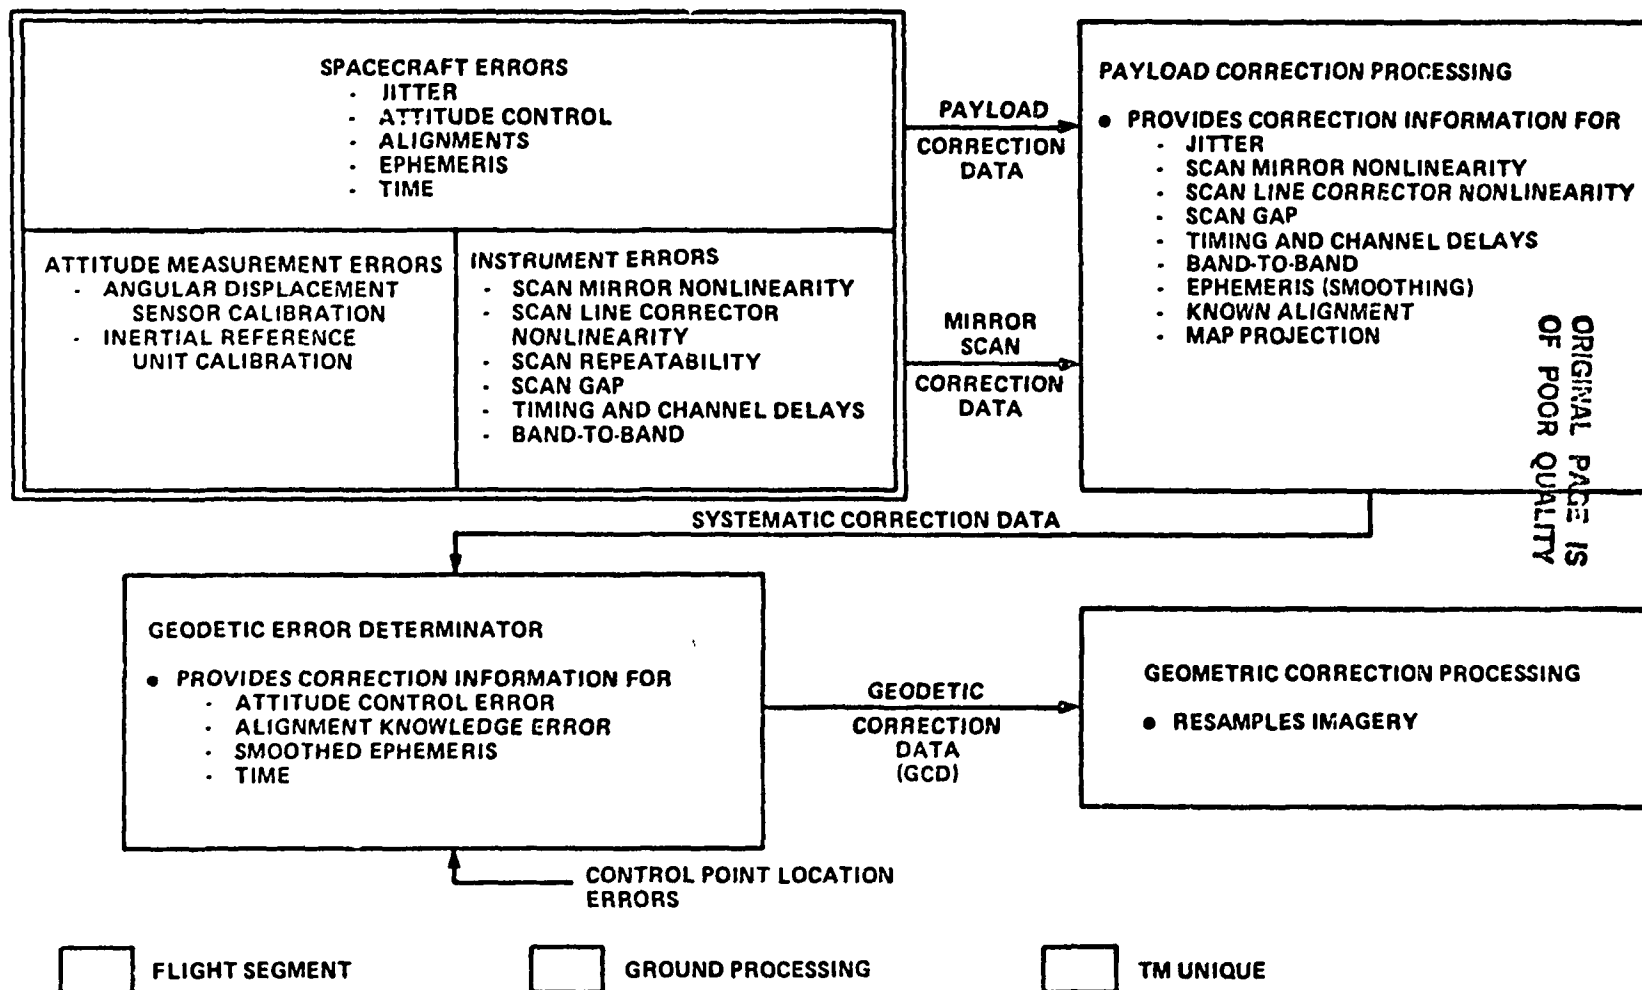 SPACECRAFT ERRORS
- JITTER
- ATTITUDE CONTROL
- ALIGNMENTS
- EPHEMERIS
- TIME
ATTITUDE MEASUREMENT ERRORS
- ANGULAR DISPLACEMENT
SENSOR CALIBRATION
- INERTIAL REFERENCE
UNIT CALIBRATION
INSTRUMENT ERRORS
- SCAN MIRROR NONLINEARITY
- SCAN LINE CORRECTOR
NONLINEARITY
- SCAN REPEATABILITY
- SCAN GAP
- TIMING AND CHANNEL DELAYS
- BAND-TO-BAND
PAYLOAD
CORRECTION
DATA
MIRROR
SCAN
CORRECTION
DATA
PAYLOAD CORRECTION PROCESSING
• PROVIDES CORRECTION INFORMATION FOR
- JITTER
- SCAN MIRROR NONLINEARITY
- SCAN LINE CORRECTOR NONLINEARITY
- SCAN GAP
- TIMING AND CHANNEL DELAYS
- BAND-TO-BAND
- EPHEMERIS (SMOOTHING)
- KNOWN ALIGNMENT
- MAP PROJECTION
ORIGINAL PAGE IS
OF POOR QUALITY
SYSTEMATIC CORRECTION DATA
GEODETIC ERROR DETERMINATOR
• PROVIDES CORRECTION INFORMATION FOR
- ATTITUDE CONTROL ERROR
- ALIGNMENT KNOWLEDGE ERROR
- SMOOTHED EPHEMERIS
- TIME
GEODETIC
CORRECTION
DATA
(GCD)
GEOMETRIC CORRECTION PROCESSING
• RESAMPLES IMAGERY
CONTROL POINT LOCATION
ERRORS
FLIGHT SEGMENT
GROUND PROCESSING
TM UNIQUE